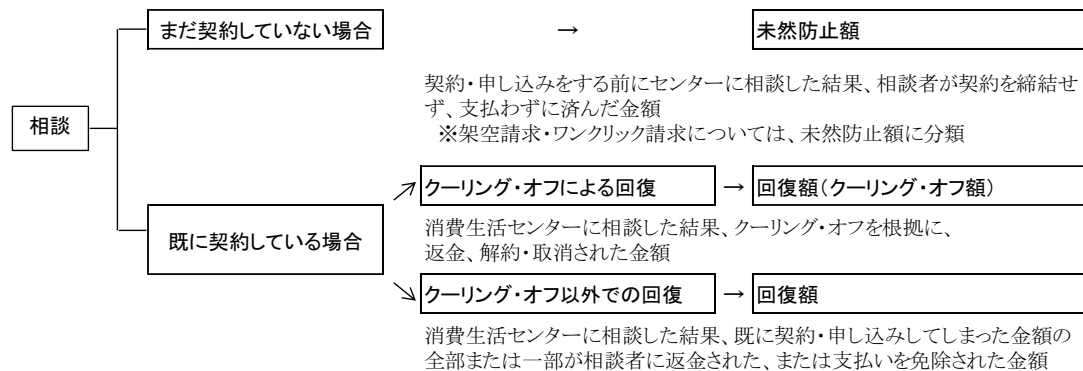 まだ契約していない場合 → 未然防止額
契約・申し込みをする前にセンターに相談した結果、相談者が契約を締結せ
ず、支払わずに済んだ金額
※架空請求・ワンクリック請求については、未然防止額に分類
相談
クーリング・オフによる回復 → 回復額(クーリング・オフ額)
消費生活センターに相談した結果、クーリング・オフを根拠に、
返金、解約・取消された金額
既に契約している場合
クーリング・オフ以外での回復 → 回復額
消費生活センターに相談した結果、既に契約・申し込みしてしまった金額の
全部または一部が相談者に返金された、または支払いを免除された金額